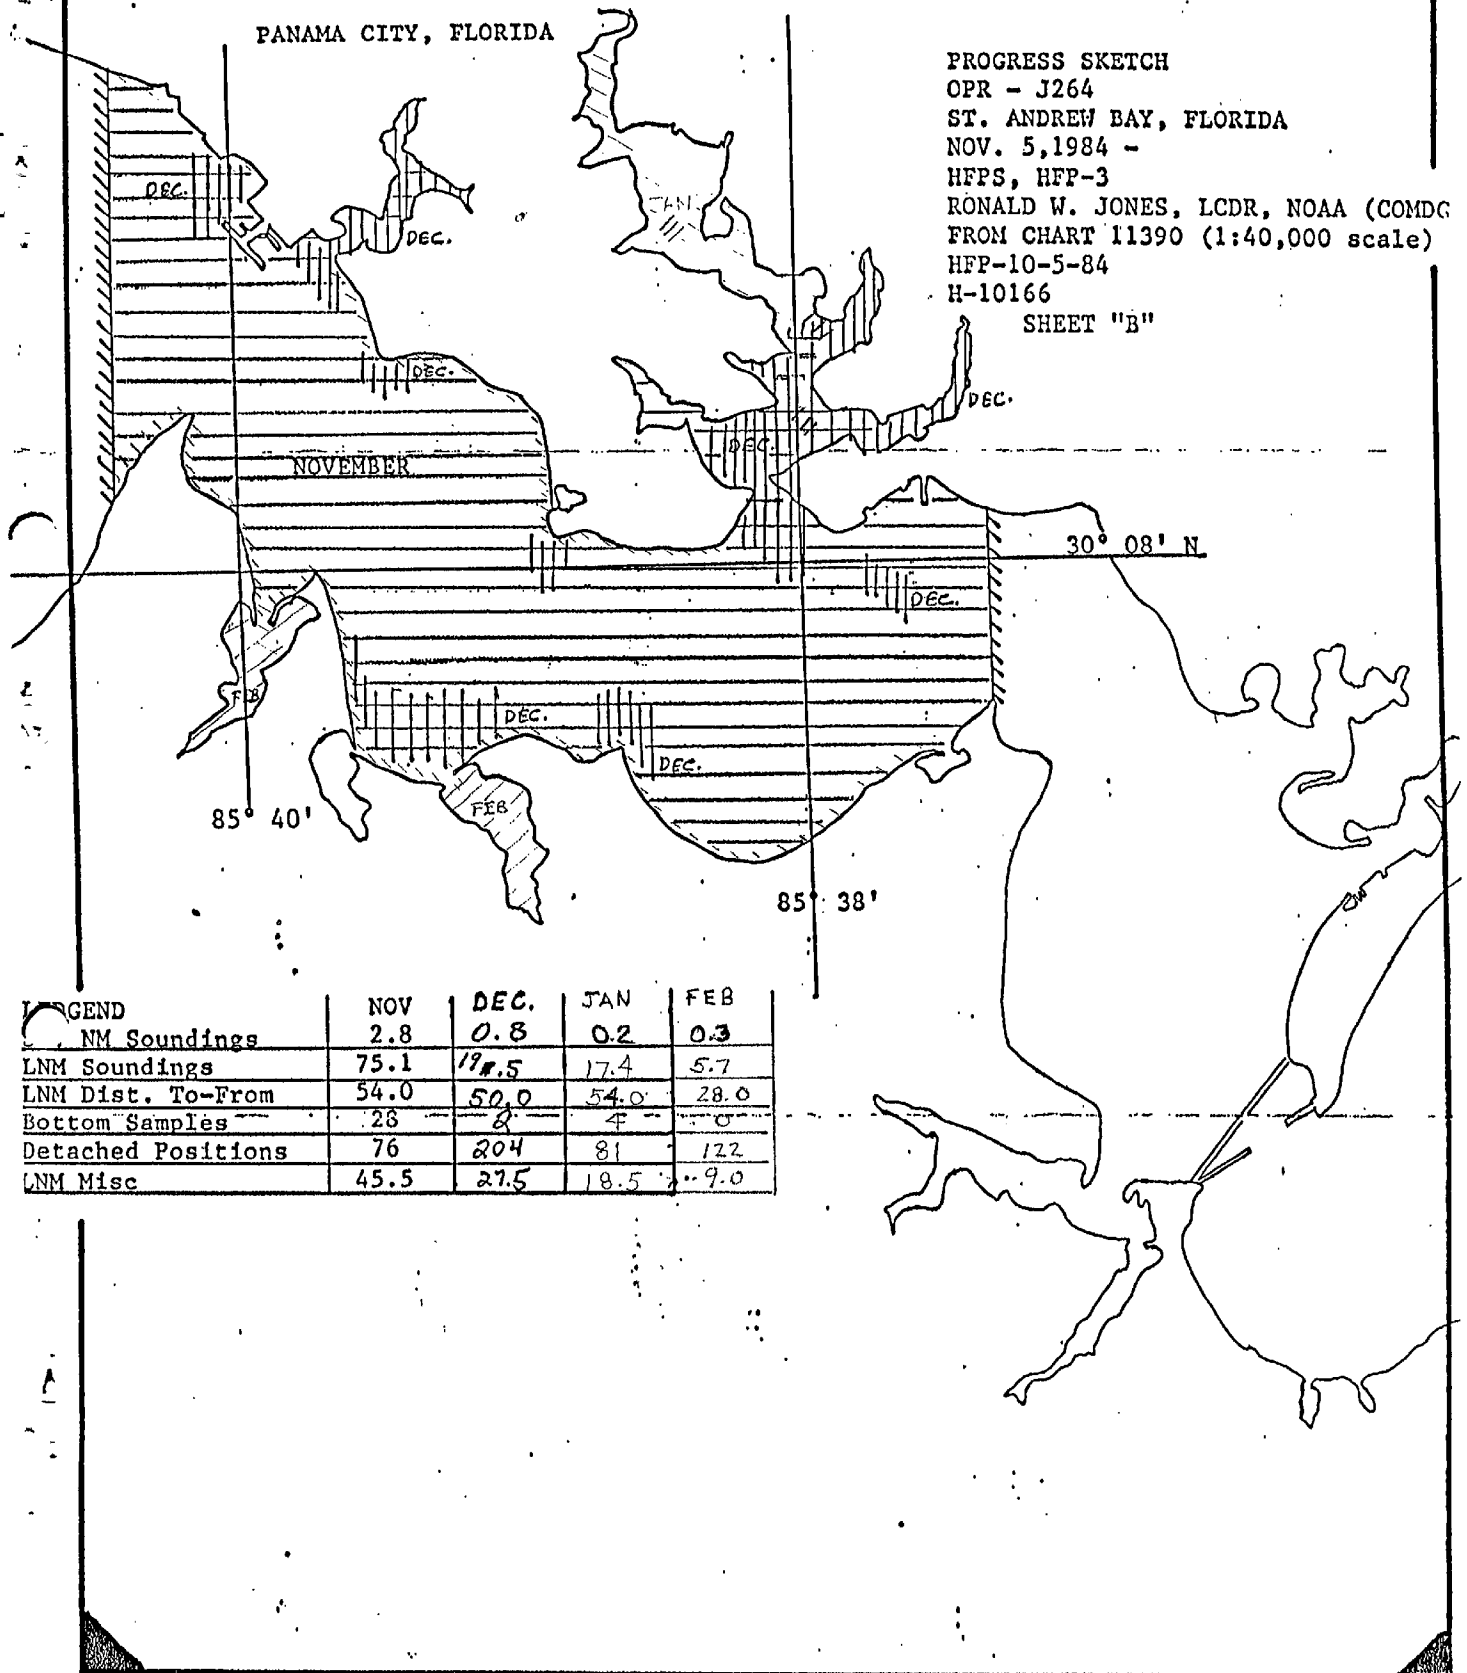 PANAMA CITY, FLORIDA
PROGRESS SKETCH
OPR - J264
ST. ANDREW BAY, FLORIDA
NOV. 5,1984 -
HFPS, HFP-3
RONALD W. JONES, LCDR, NOAA (COMDG
FROM CHART 11390 (1:40,000 scale)
HFP-10-5-84
H-10166
SHEET "B"
DEC.
DEC.
JAN
DEC.
DEC.
DEC.
NOVEMBER
30° 08' N
DEC.
FEB
DEC.
DEC.
FEB
85° 40'
85° 38'
NOV DEC. JAN FEB
NM Soundings 2.8 0.8 0.2 0.3
LNM Soundings 75.1 .5 17.4 5.7
LNM Dist. To-From 54.0 50.0 54.0 28.0
Bottom Samples 28 2 4 0
Detached Positions 76 204 81 122
LNM Misc 45.5 27.5 18.5 9.0